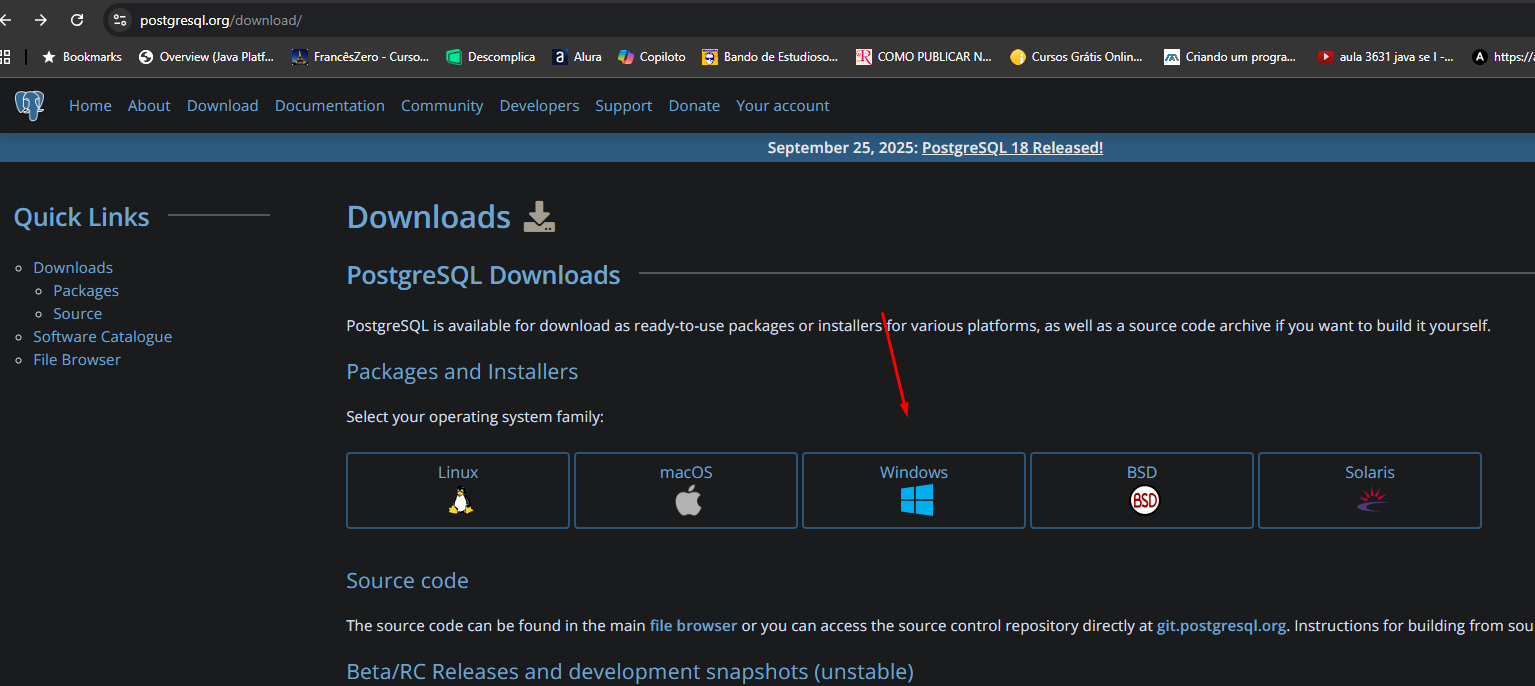 postgresql.org/download/
Bookmarks Overview (Java Platf... FrancêsZero - Curso... Descomplica Alura Copiloto Bando de Estudioso... COMO PUBLICAR N... Cursos Grátis Onlin... Criando um progra... aula 3631 java se I -... https://
Home About Download Documentation Community Developers Support Donate Your account
September 25, 2025: PostgreSQL 18 Released!
Quick Links
Downloads
Packages
Source
Software Catalogue
File Browser
Downloads
PostgreSQL Downloads
PostgreSQL is available for download as ready-to-use packages or installers for various platforms, as well as a source code archive if you want to build it yourself.
Packages and Installers
Select your operating system family:
Linux macOS Windows BSD Solaris
BSD
Source code
The source code can be found in the main file browser or you can access the source control repository directly at git.postgresql.org. Instructions for building from sou
Beta/RC Releases and development snapshots (unstable)